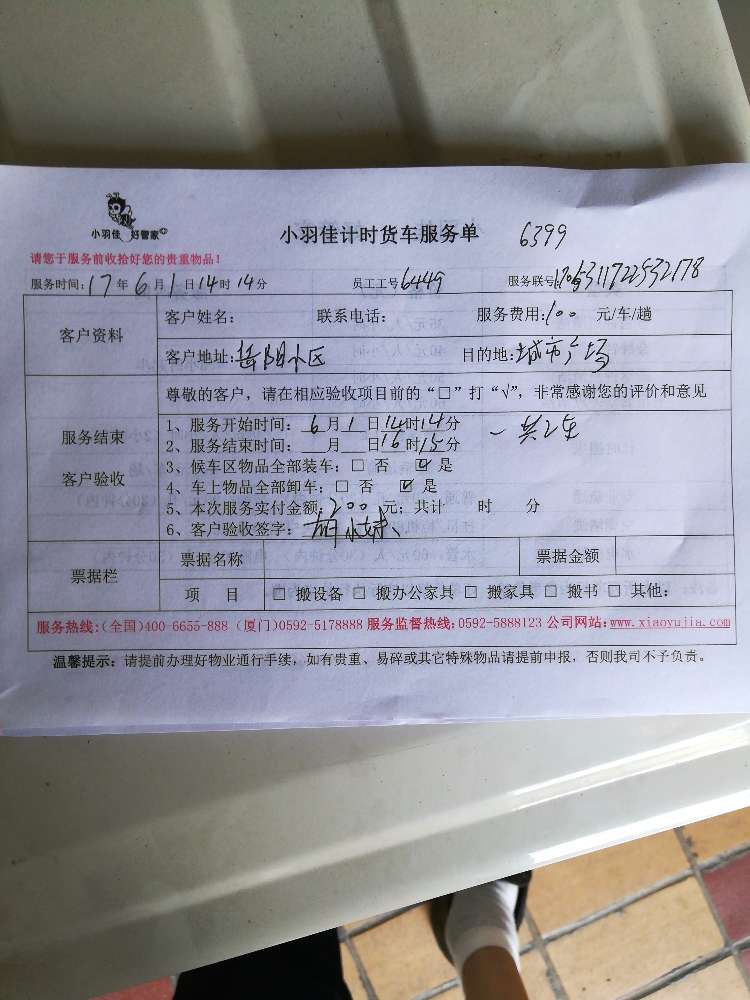 小羽佳 好管家
小羽佳计时货车服务单 6399
请您于服务前收拾好您的贵重物品！
服务时间：17年6月1日14时14分 员工工号6449 服务联号
客户资料
客户姓名： 联系电话： 服务费用：100 元/车/趟
客户地址：岳阳小区 目的地：城市广场
服务结束
客户验收
尊敬的客户，请在相应验收项目前的“□”打“√”，非常感谢您的评价和意见
1、服务开始时间：6月1日14时14分 一共2车
2、服务结束时间：__月__日16时15分
3、候车区物品全部装车：□ 否 ☑ 是
4、车上物品全部卸车：□ 否 ☑ 是
5、本次服务实付金额：200元；共计 时 分
6、客户验收签字：
票据栏
票据名称 票据金额
项 目 □ 搬设备 □ 搬办公家具 □ 搬家具 □ 搬书 □ 其他：
服务热线：(全国)400-6655-888 (厦门)0592-5178888 服务监督热线：0592-5888123 公司网站：www.xiaoyujia.com
温馨提示：请提前办理好物业通行手续，如有贵重、易碎或其它特殊物品请提前申报，否则我司不予负责。